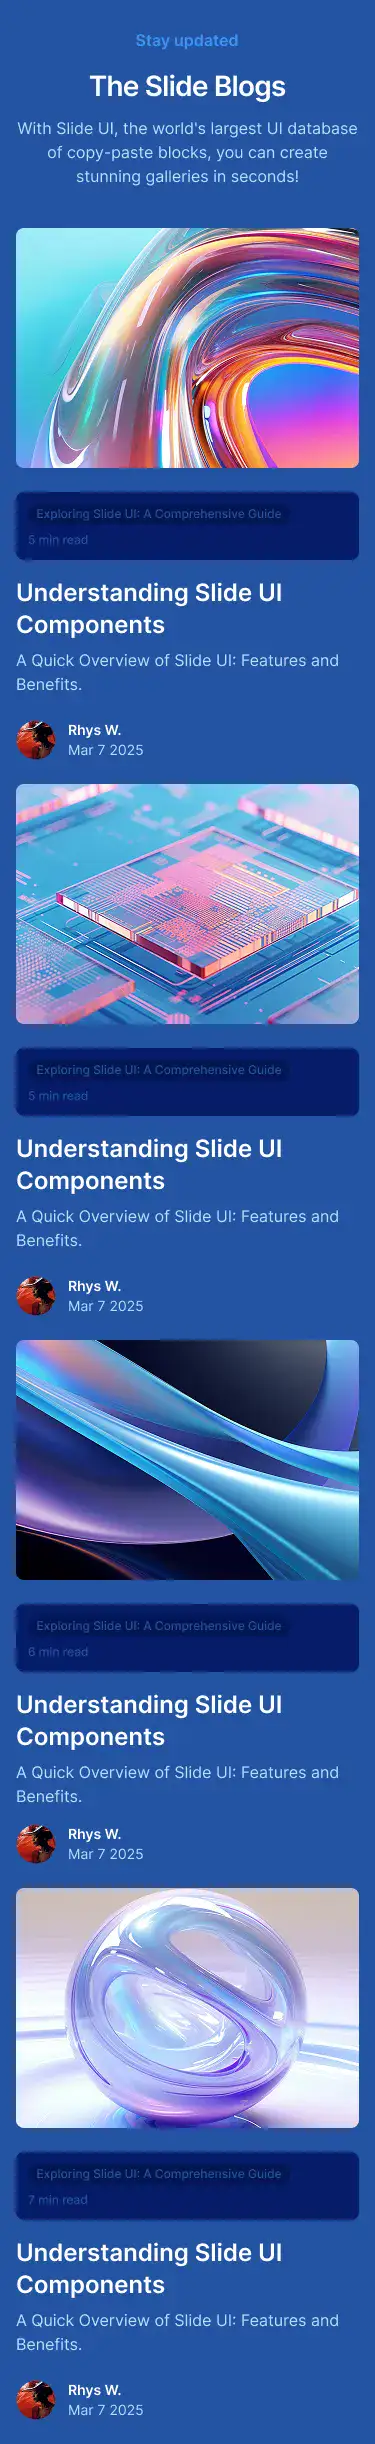 Stay updated
The Slide Blogs
With Slide UI, the world's largest UI database
of copy-paste blocks, you can create
stunning galleries in seconds!
Exploring Slide UI: A Comprehensive Guide
5 min read
Understanding Slide UI
Components
A Quick Overview of Slide UI: Features and
Benefits.
Rhys W.
Mar 7 2025
Exploring Slide UI: A Comprehensive Guide
5 min read
Understanding Slide UI
Components
A Quick Overview of Slide UI: Features and
Benefits.
Rhys W.
Mar 7 2025
Exploring Slide UI: A Comprehensive Guide
6 min read
Understanding Slide UI
Components
A Quick Overview of Slide UI: Features and
Benefits.
Rhys W.
Mar 7 2025
Exploring Slide UI: A Comprehensive Guide
7 min read
Understanding Slide UI
Components
A Quick Overview of Slide UI: Features and
Benefits.
Rhys W.
Mar 7 2025